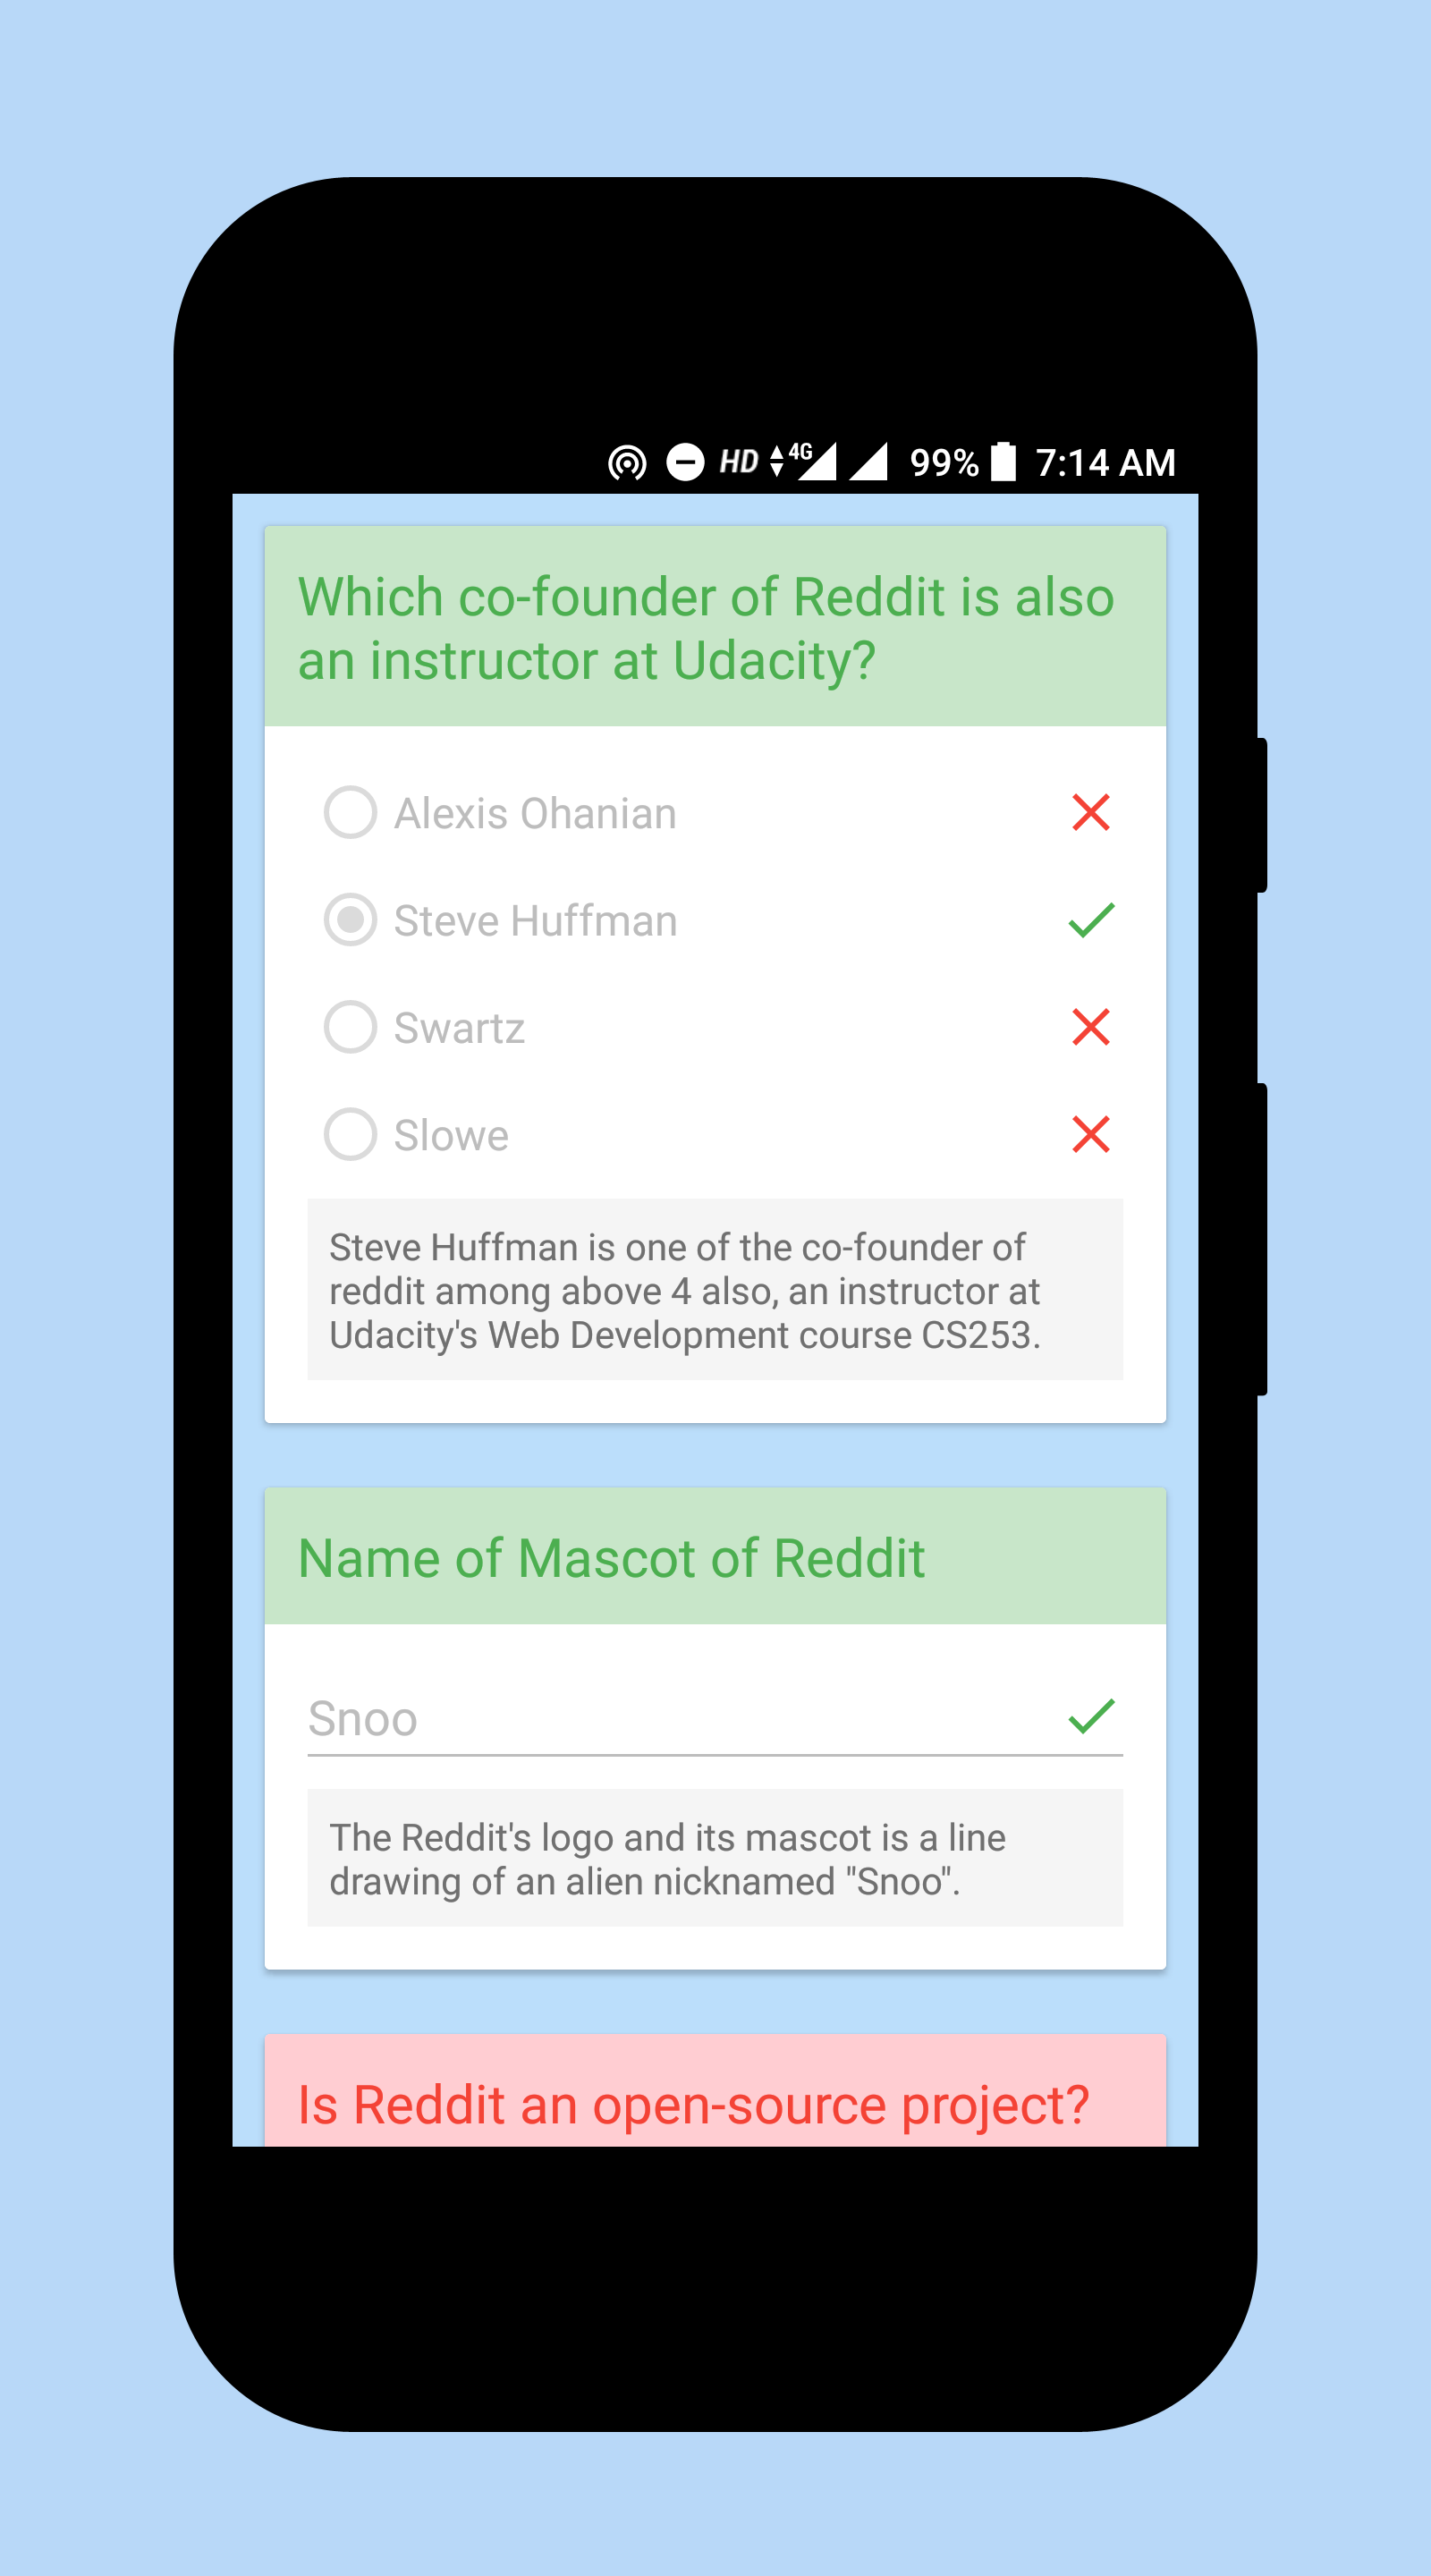 HD 4G 99% 7:14 AM
Which co-founder of Reddit is also
an instructor at Udacity?
Alexis Ohanian
Steve Huffman
Swartz
Slowe
Steve Huffman is one of the co-founder of
reddit among above 4 also, an instructor at
Udacity's Web Development course CS253.
Name of Mascot of Reddit
Snoo
The Reddit's logo and its mascot is a line
drawing of an alien nicknamed "Snoo".
Is Reddit an open-source project?